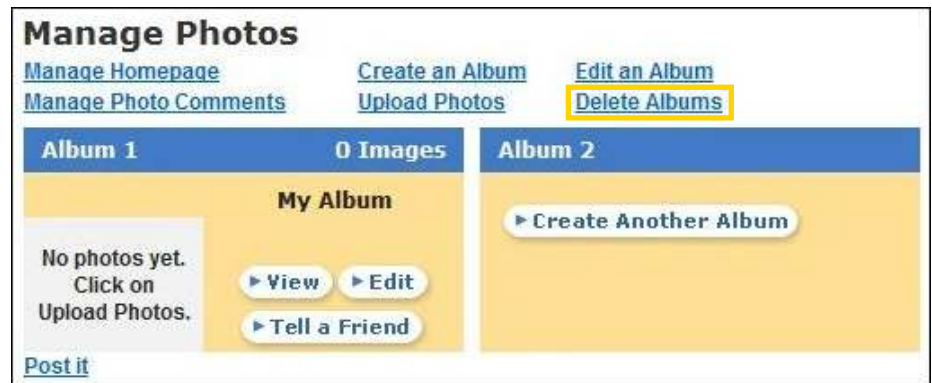 Manage Photos
Manage Homepage Create an Album Edit an Album
Manage Photo Comments Upload Photos Delete Albums
Album 1 0 Images Album 2
My Album
Create Another Album
No photos yet.
Click on
Upload Photos.
View Edit
Tell a Friend
Post it